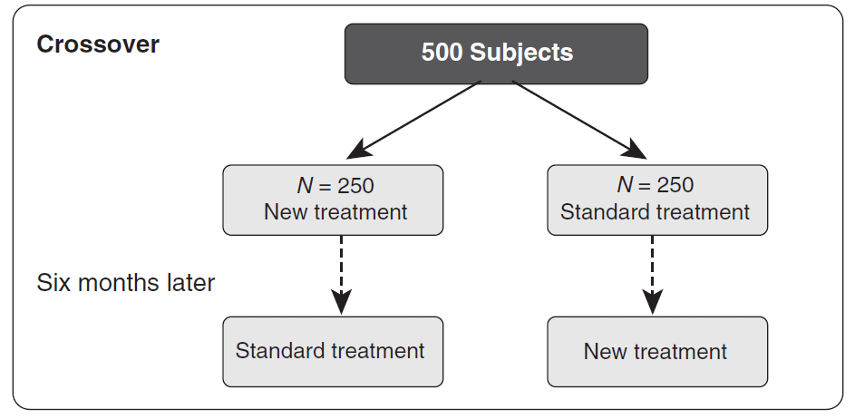 Crossover
500 Subjects
N = 250
New treatment
N = 250
Standard treatment
Six months later
Standard treatment
New treatment